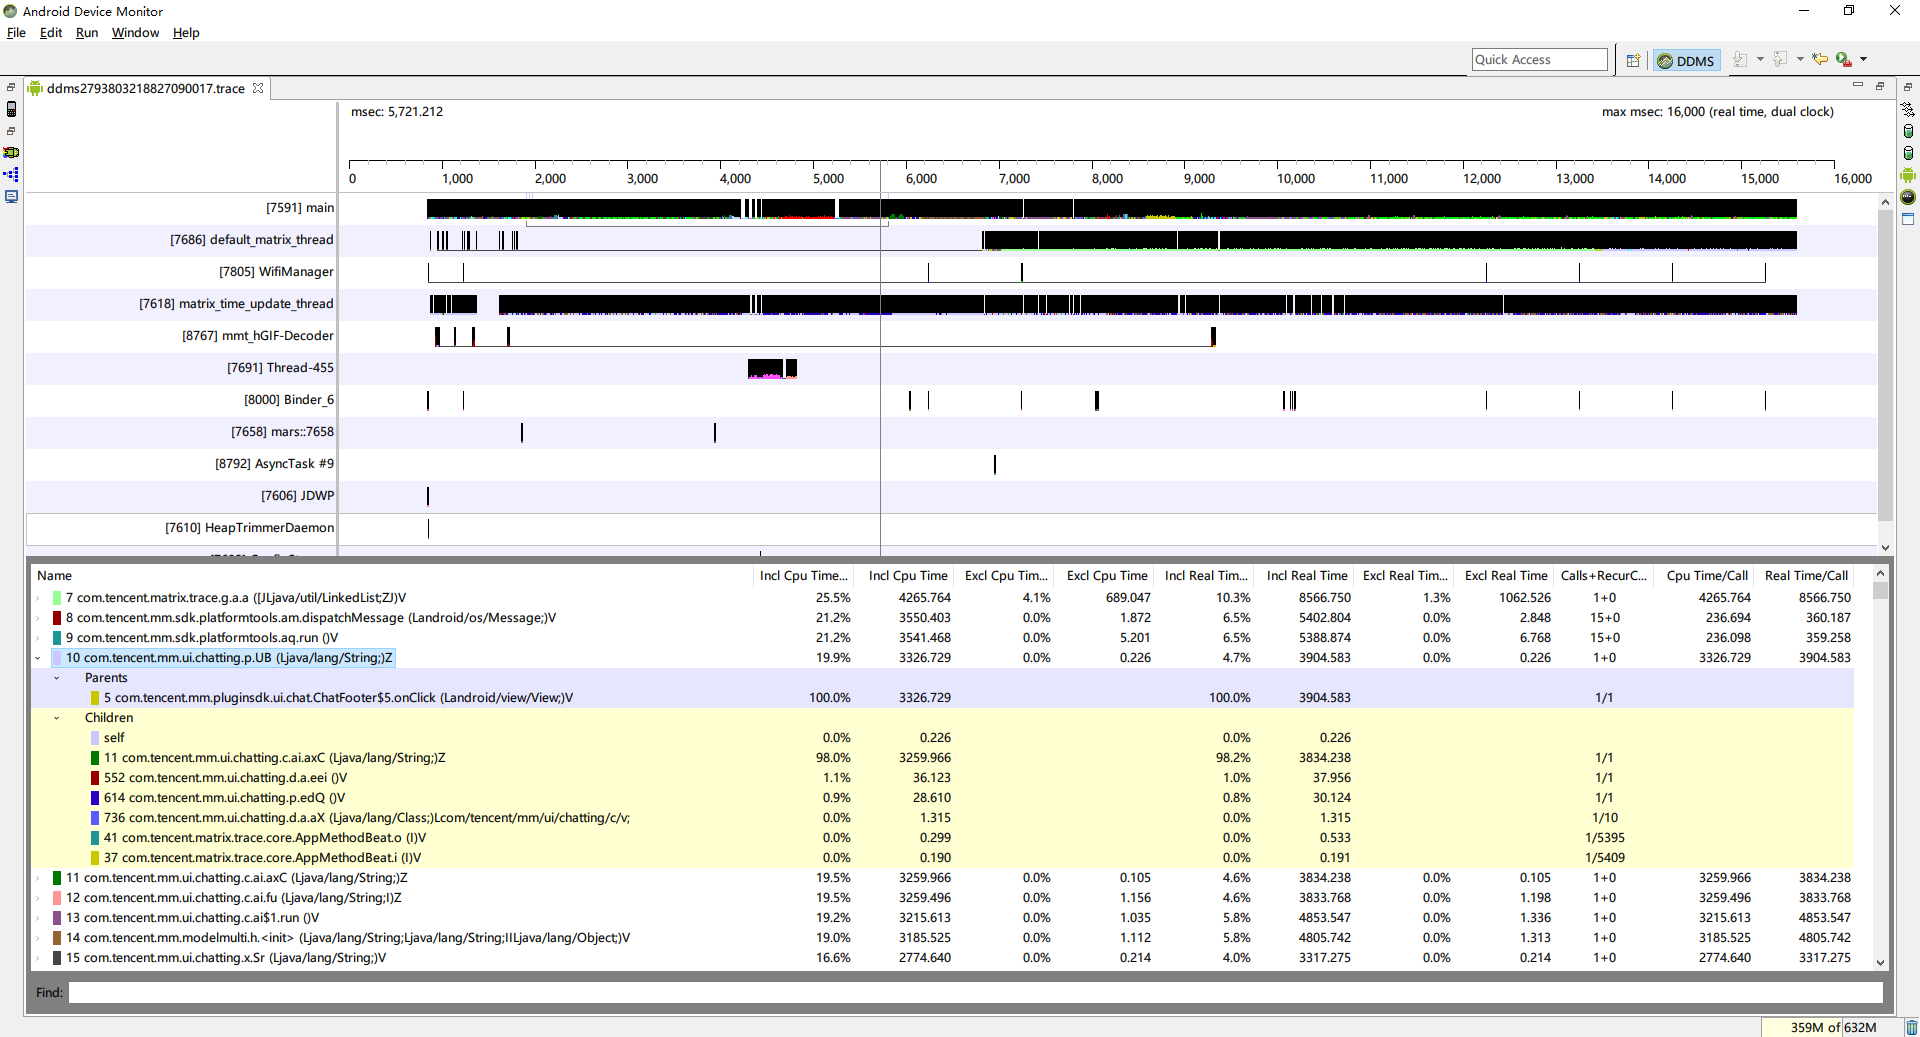 Android Device Monitor
File Edit Run Window Help
Quick Access
DDMS
ddms2793803218827090017.trace
msec: 5,721.212
max msec: 16,000 (real time, dual clock)
0 1,000 2,000 3,000 4,000 5,000 6,000 7,000 8,000 9,000 10,000 11,000 12,000 13,000 14,000 15,000 16,000
[7591] main
[7686] default_matrix_thread
[7805] WifiManager
[7618] matrix_time_update_thread
[8767] mmt_hGIF-Decoder
[7691] Thread-455
[8000] Binder_6
[7658] mars::7658
[8792] AsyncTask #9
[7606] JDWP
[7610] HeapTrimmerDaemon
Name Incl Cpu Time... Incl Cpu Time Excl Cpu Tim... Excl Cpu Time Incl Real Tim... Incl Real Time Excl Real Tim... Excl Real Time Calls+RecurC... Cpu Time/Call Real Time/Call
7 com.tencent.matrix.trace.g.a.a ([JLjava/util/LinkedList;ZJ)V 25.5% 4265.764 4.1% 689.047 10.3% 8566.750 1.3% 1062.526 1+0 4265.764 8566.750
8 com.tencent.mm.sdk.platformtools.am.dispatchMessage (Landroid/os/Message;)V 21.2% 3550.403 0.0% 1.872 6.5% 5402.804 0.0% 2.848 15+0 236.694 360.187
9 com.tencent.mm.sdk.platformtools.aq.run ()V 21.2% 3541.468 0.0% 5.201 6.5% 5388.874 0.0% 6.768 15+0 236.098 359.258
10 com.tencent.mm.ui.chatting.p.UB (Ljava/lang/String;)Z 19.9% 3326.729 0.0% 0.226 4.7% 3904.583 0.0% 0.226 1+0 3326.729 3904.583
Parents
5 com.tencent.mm.pluginsdk.ui.chat.ChatFooter$5.onClick (Landroid/view/View;)V 100.0% 3326.729 100.0% 3904.583 1/1
Children
self 0.0% 0.226 0.0% 0.226
11 com.tencent.mm.ui.chatting.c.ai.axC (Ljava/lang/String;)Z 98.0% 3259.966 98.2% 3834.238 1/1
552 com.tencent.mm.ui.chatting.d.a.eei ()V 1.1% 36.123 1.0% 37.956 1/1
614 com.tencent.mm.ui.chatting.p.edQ ()V 0.9% 28.610 0.8% 30.124 1/1
736 com.tencent.mm.ui.chatting.d.a.aX (Ljava/lang/Class;)Lcom/tencent/mm/ui/chatting/c/v; 0.0% 1.315 0.0% 1.315 1/10
41 com.tencent.matrix.trace.core.AppMethodBeat.o (I)V 0.0% 0.299 0.0% 0.533 1/5395
37 com.tencent.matrix.trace.core.AppMethodBeat.i (I)V 0.0% 0.190 0.0% 0.191 1/5409
11 com.tencent.mm.ui.chatting.c.ai.axC (Ljava/lang/String;)Z 19.5% 3259.966 0.0% 0.105 4.6% 3834.238 0.0% 0.105 1+0 3259.966 3834.238
12 com.tencent.mm.ui.chatting.c.ai.fu (Ljava/lang/String;I)Z 19.5% 3259.496 0.0% 1.156 4.6% 3833.768 0.0% 1.198 1+0 3259.496 3833.768
13 com.tencent.mm.ui.chatting.c.ai$1.run ()V 19.2% 3215.613 0.0% 1.035 5.8% 4853.547 0.0% 1.336 1+0 3215.613 4853.547
14 com.tencent.mm.modelmulti.h.<init> (Ljava/lang/String;Ljava/lang/String;IILjava/lang/Object;)V 19.0% 3185.525 0.0% 1.112 5.8% 4805.742 0.0% 1.313 1+0 3185.525 4805.742
15 com.tencent.mm.ui.chatting.x.Sr (Ljava/lang/String;)V 16.6% 2774.640 0.0% 0.214 4.0% 3317.275 0.0% 0.214 1+0 2774.640 3317.275
Find:
359M of 632M